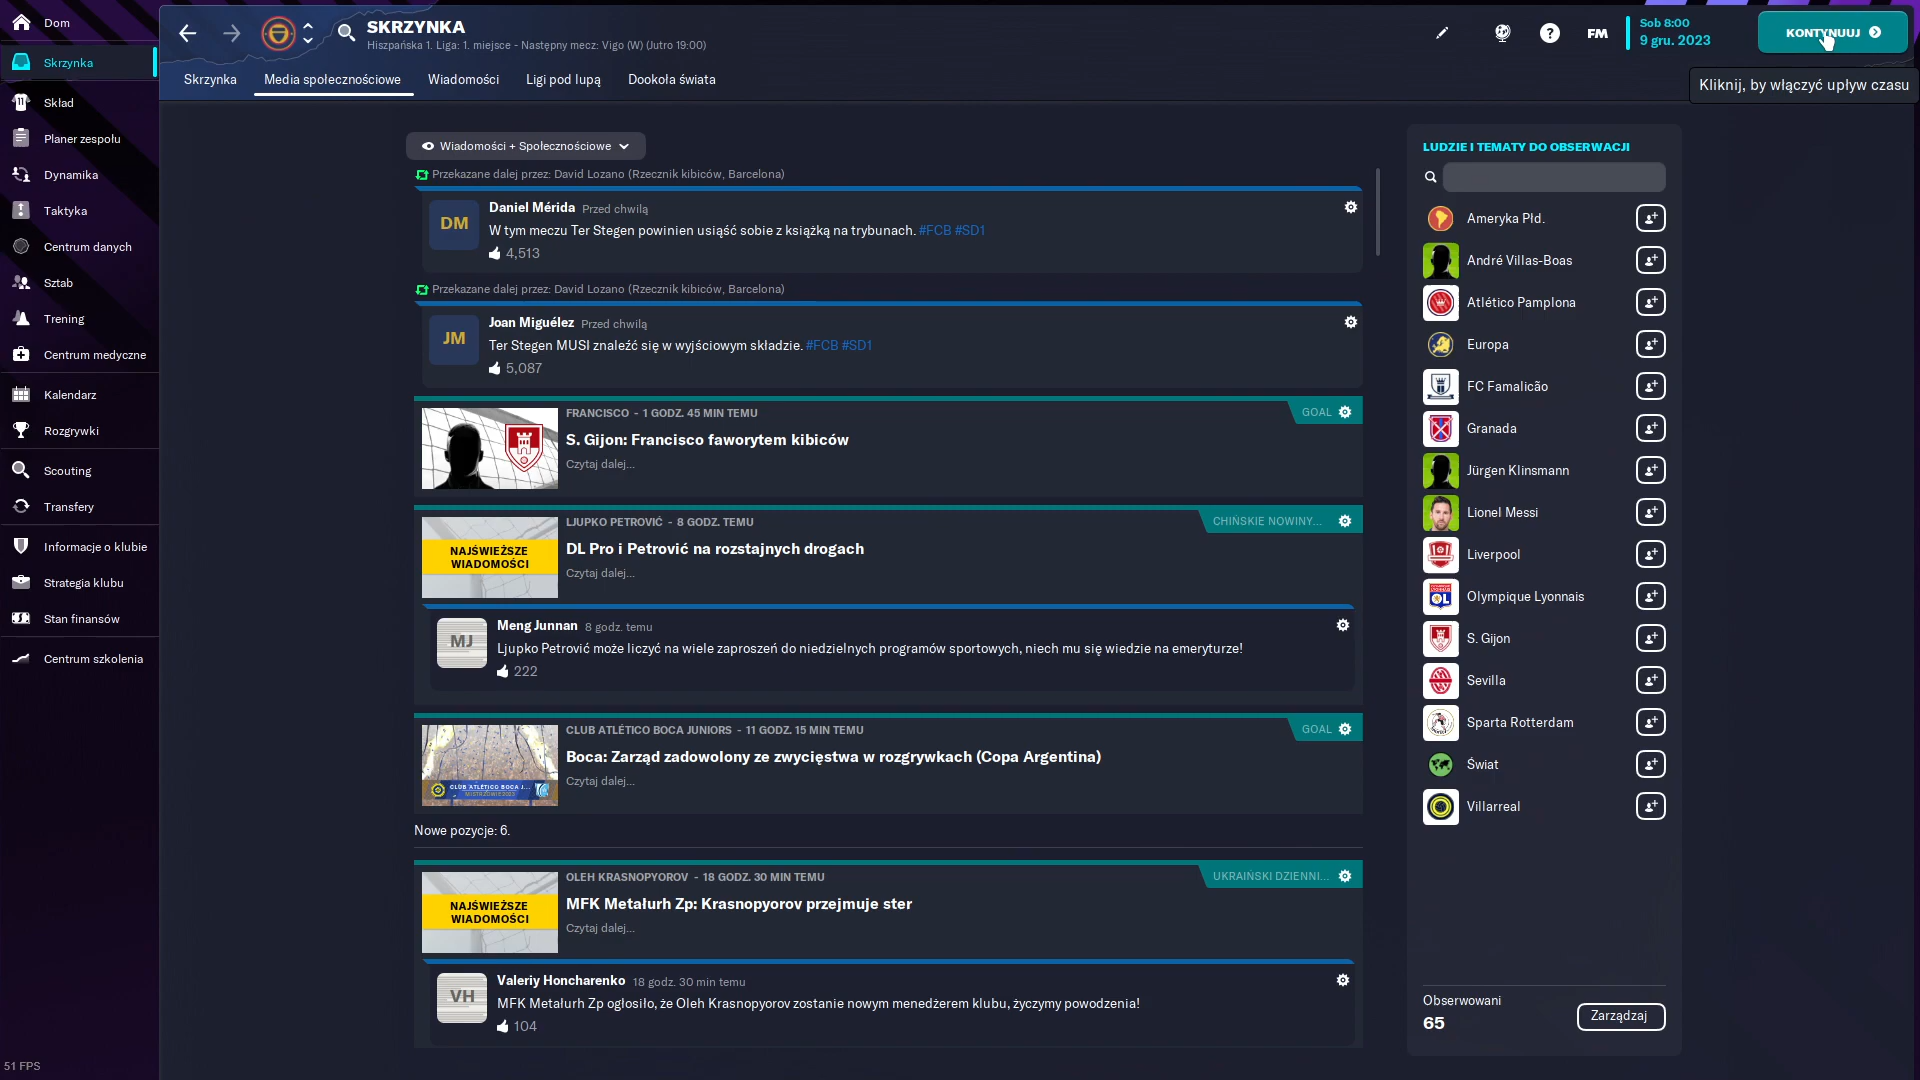 Dom
Skrzynka
Skład
Planer zespołu
Dynamika
Taktyka
Centrum danych
Sztab
Trening
Centrum medyczne
Kalendarz
Rozgrywki
Scouting
Transfery
Informacje o klubie
Strategia klubu
Stan finansów
Centrum szkolenia
51 FPS
SKRZYNKA
Hiszpańska 1. Liga: 1. miejsce - Następny mecz: Vigo (W) (Jutro 19:00)
FM
Sob 8:00
9 gru. 2023
KONTYNUUJ
Kliknij, by włączyć upływ czasu
Skrzynka
Media społecznościowe
Wiadomości
Ligi pod lupą
Dookoła świata
Wiadomości + Społecznościowe
Przekazane dalej przez: David Lozano (Rzecznik kibiców, Barcelona)
DM
Daniel Mérida Przed chwilą
W tym meczu Ter Stegen powinien usiąść sobie z książką na trybunach. #FCB #SD1
4,513
Przekazane dalej przez: David Lozano (Rzecznik kibiców, Barcelona)
JM
Joan Miguélez Przed chwilą
Ter Stegen MUSI znaleźć się w wyjściowym składzie. #FCB #SD1
5,087
FRANCISCO - 1 GODZ. 45 MIN TEMU
GOAL
S. Gijon: Francisco faworytem kibiców
Czytaj dalej...
LJUPKO PETROVIĆ - 8 GODZ. TEMU
CHIŃSKIE NOWINY...
NAJŚWIEŻSZE
WIADOMOŚCI
DL Pro i Petrović na rozstajnych drogach
Czytaj dalej...
MJ
Meng Junnan 8 godz. temu
Ljupko Petrović może liczyć na wiele zaproszeń do niedzielnych programów sportowych, niech mu się wiedzie na emeryturze!
222
CLUB ATLÉTICO BOCA JUNIORS - 11 GODZ. 15 MIN TEMU
GOAL
Boca: Zarząd zadowolony ze zwycięstwa w rozgrywkach (Copa Argentina)
Czytaj dalej...
CLUB ATLÉTICO BOCA J...
Nowe pozycje: 6.
OLEH KRASNOPYOROV - 18 GODZ. 30 MIN TEMU
UKRAIŃSKI DZIENNI...
NAJŚWIEŻSZE
WIADOMOŚCI
MFK Metałurh Zp: Krasnopyorov przejmuje ster
Czytaj dalej...
VH
Valeriy Honcharenko 18 godz. 30 min temu
MFK Metałurh Zp ogłosiło, że Oleh Krasnopyorov zostanie nowym menedżerem klubu, życzymy powodzenia!
104
LUDZIE I TEMATY DO OBSERWACJI
Ameryka Płd.
André Villas-Boas
Atlético Pamplona
Europa
FC Famalicão
Granada
Jürgen Klinsmann
Lionel Messi
Liverpool
Olympique Lyonnais
S. Gijon
Sevilla
Sparta Rotterdam
Świat
Villarreal
Obserwowani
65
Zarządzaj